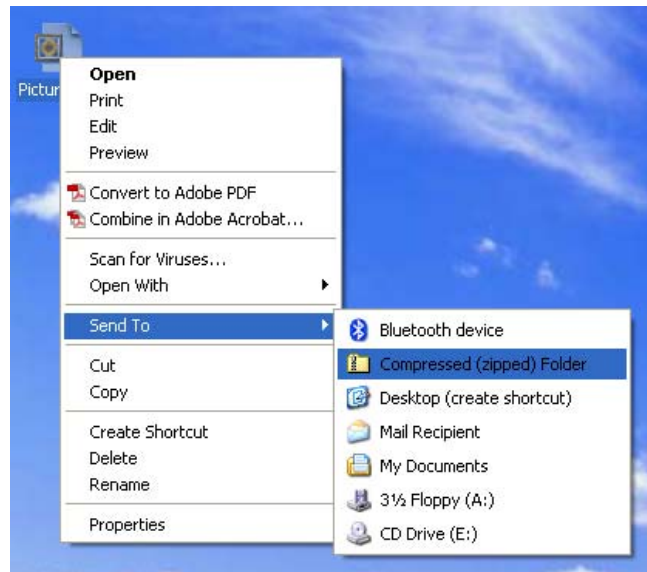 Pictur
Open
Print
Edit
Preview
Convert to Adobe PDF
Combine in Adobe Acrobat...
Scan for Viruses...
Open With
Send To
Cut
Copy
Create Shortcut
Delete
Rename
Properties
Bluetooth device
Compressed (zipped) Folder
Desktop (create shortcut)
Mail Recipient
My Documents
3½ Floppy (A:)
CD Drive (E:)